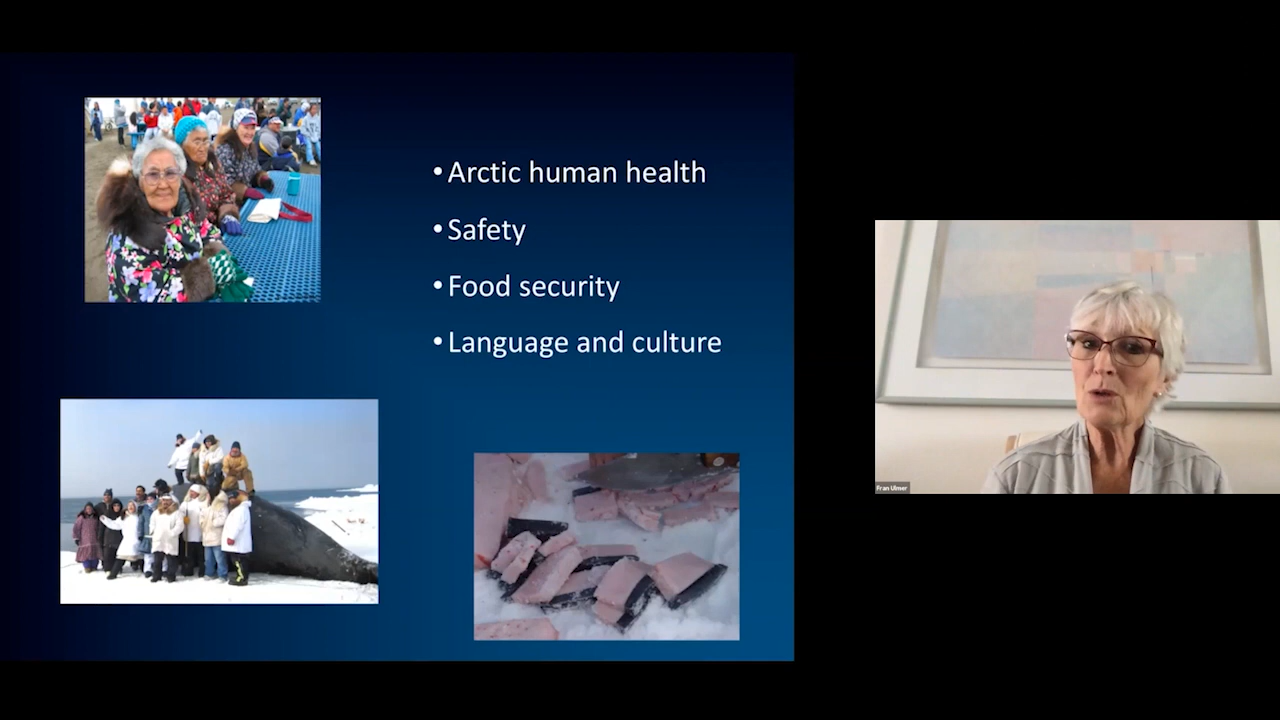 • Arctic human health
• Safety
• Food security
• Language and culture
Fran Ulmer